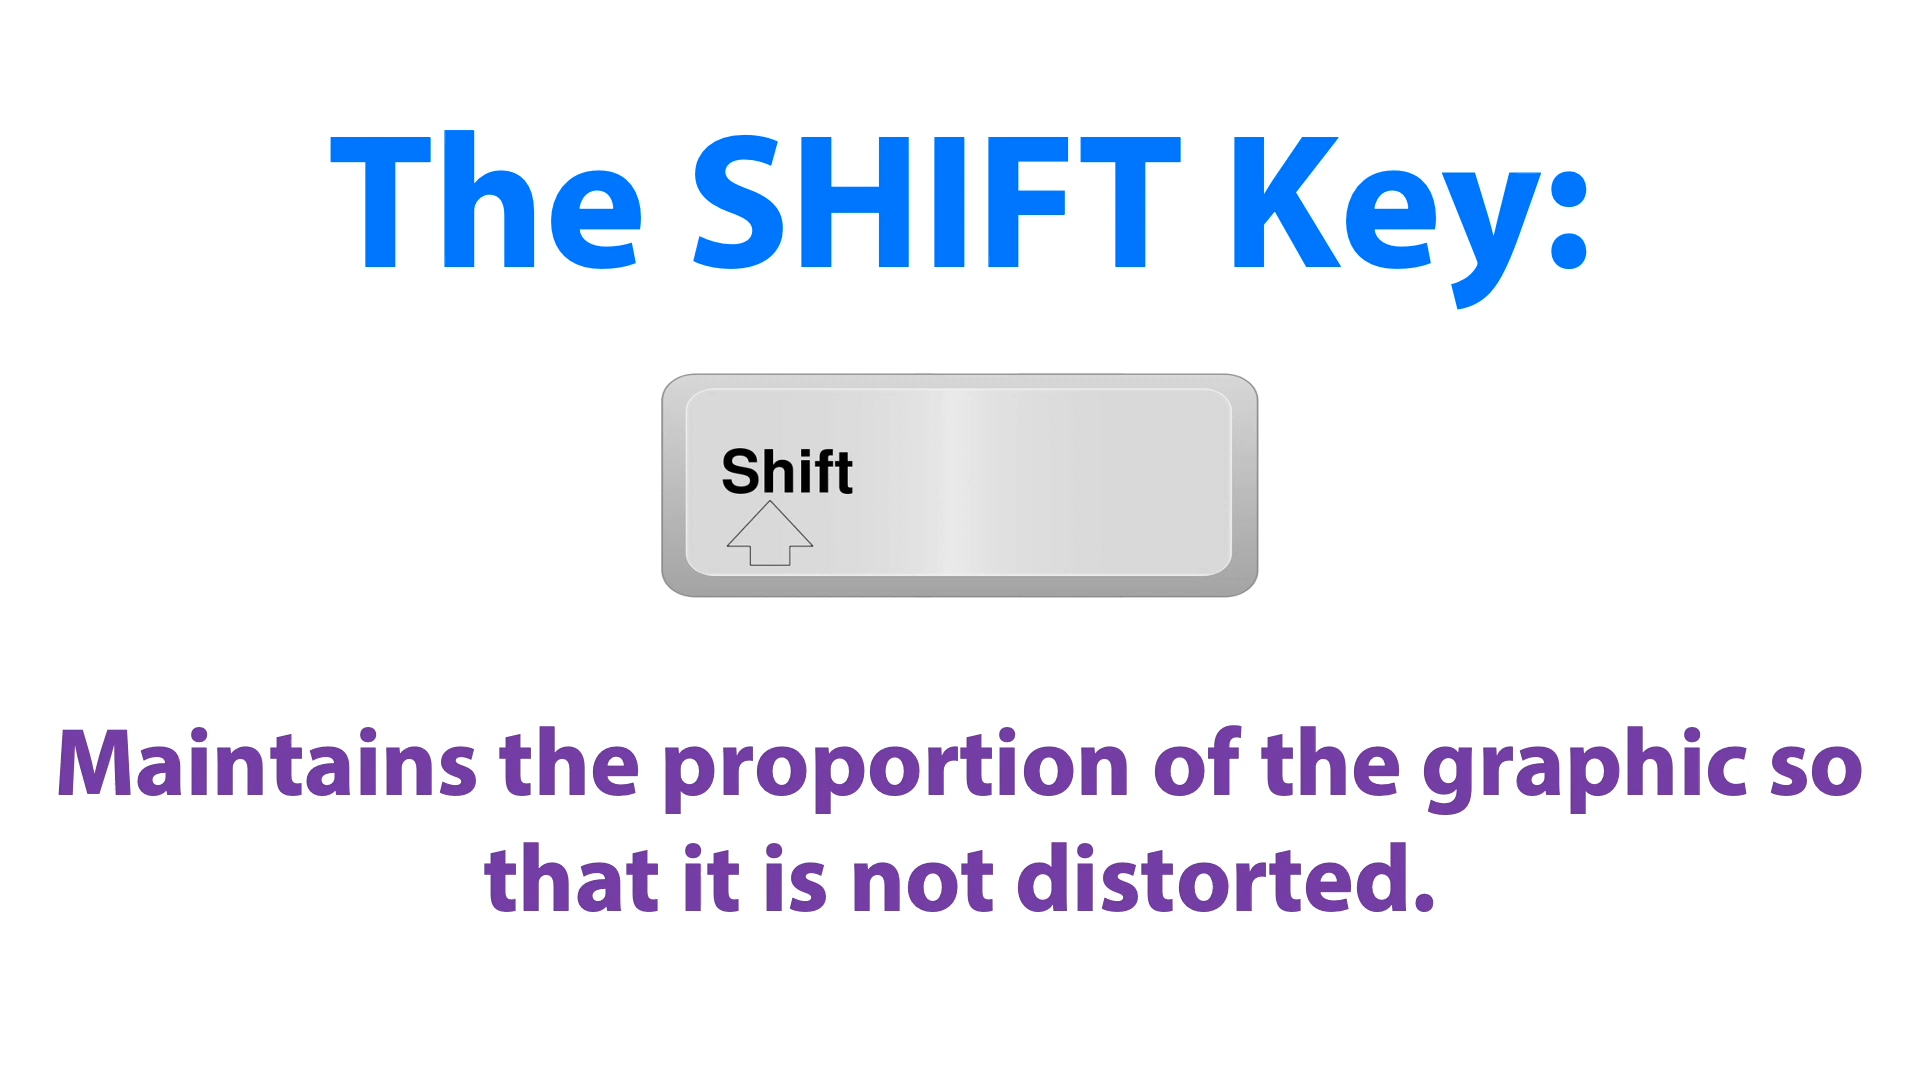 The SHIFT Key:
Shift
Maintains the proportion of the graphic so
that it is not distorted.